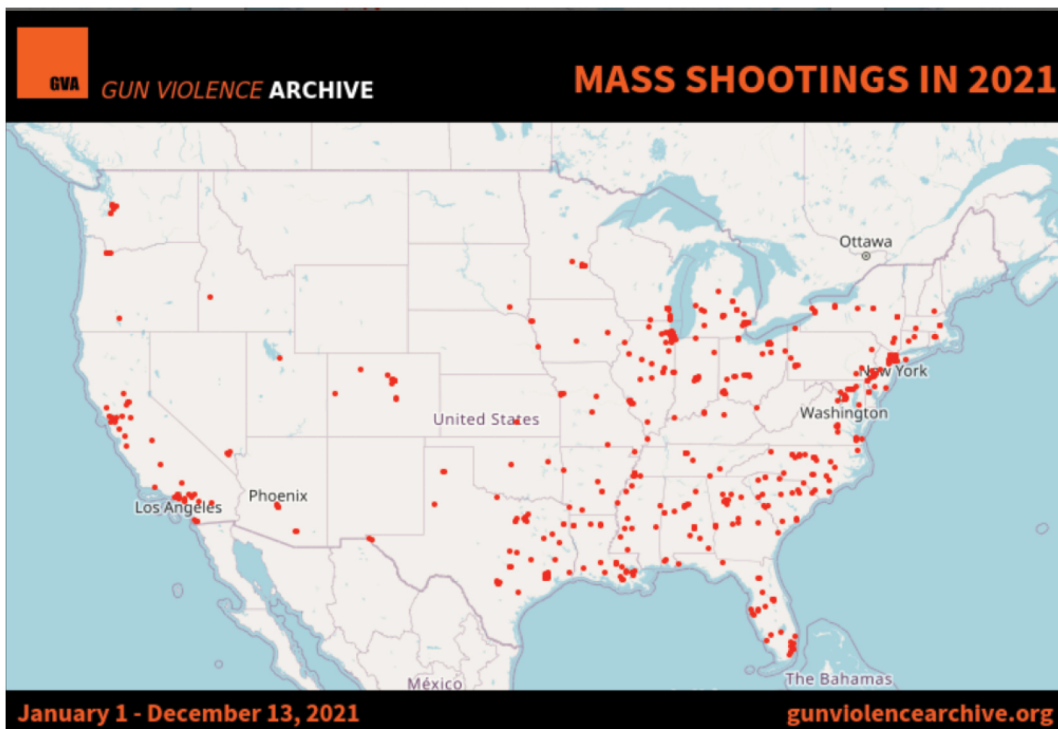 GVA
GUN VIOLENCE ARCHIVE
MASS SHOOTINGS IN 2021
Ottawa
New York
United States
Washington
Phoenix
Los Angeles
México
The Bahamas
January 1 - December 13, 2021
gunviolencearchive.org